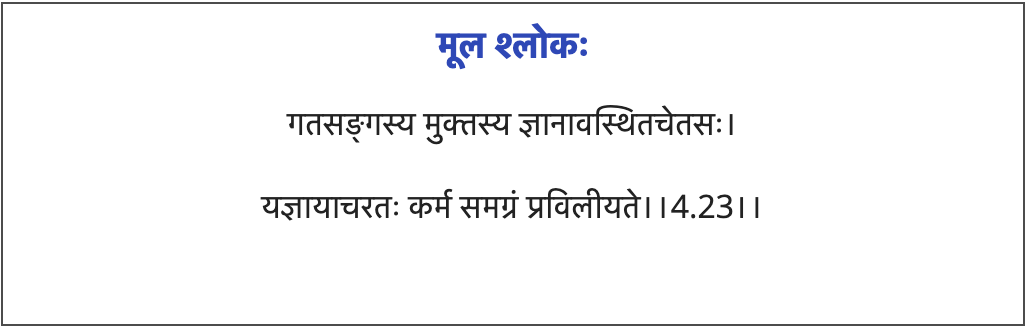 मूल श्लोकः
गतसङ्गस्य मुक्तस्य ज्ञानावस्थितचेतसः।
यज्ञायाचरतः कर्म समग्रं प्रविलीयते।।4.23।।